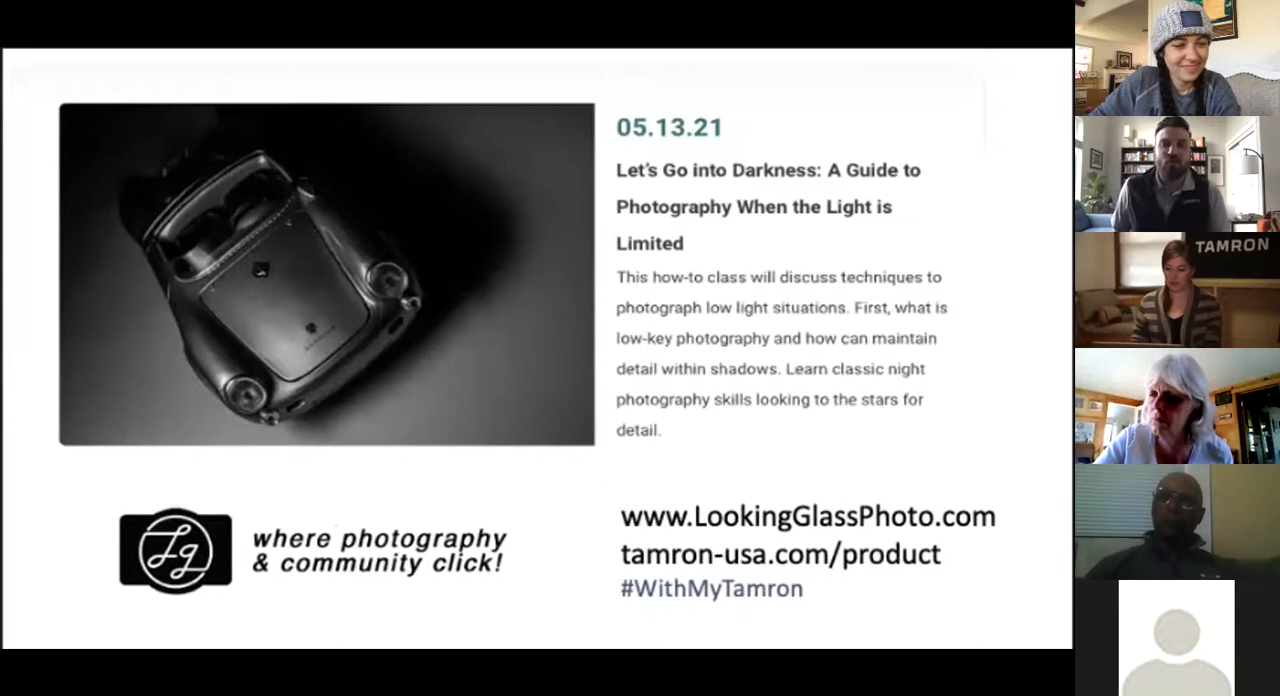 05.13.21
Let's Go into Darkness: A Guide to
Photography When the Light is
Limited
This how-to class will discuss techniques to
photograph low light situations. First, what is
low-key photography and how can maintain
detail within shadows. Learn classic night
photography skills looking to the stars for
detail.
Lg
where photography
& community click!
www.LookingGlassPhoto.com
tamron-usa.com/product
#WithMyTamron
TAMRON